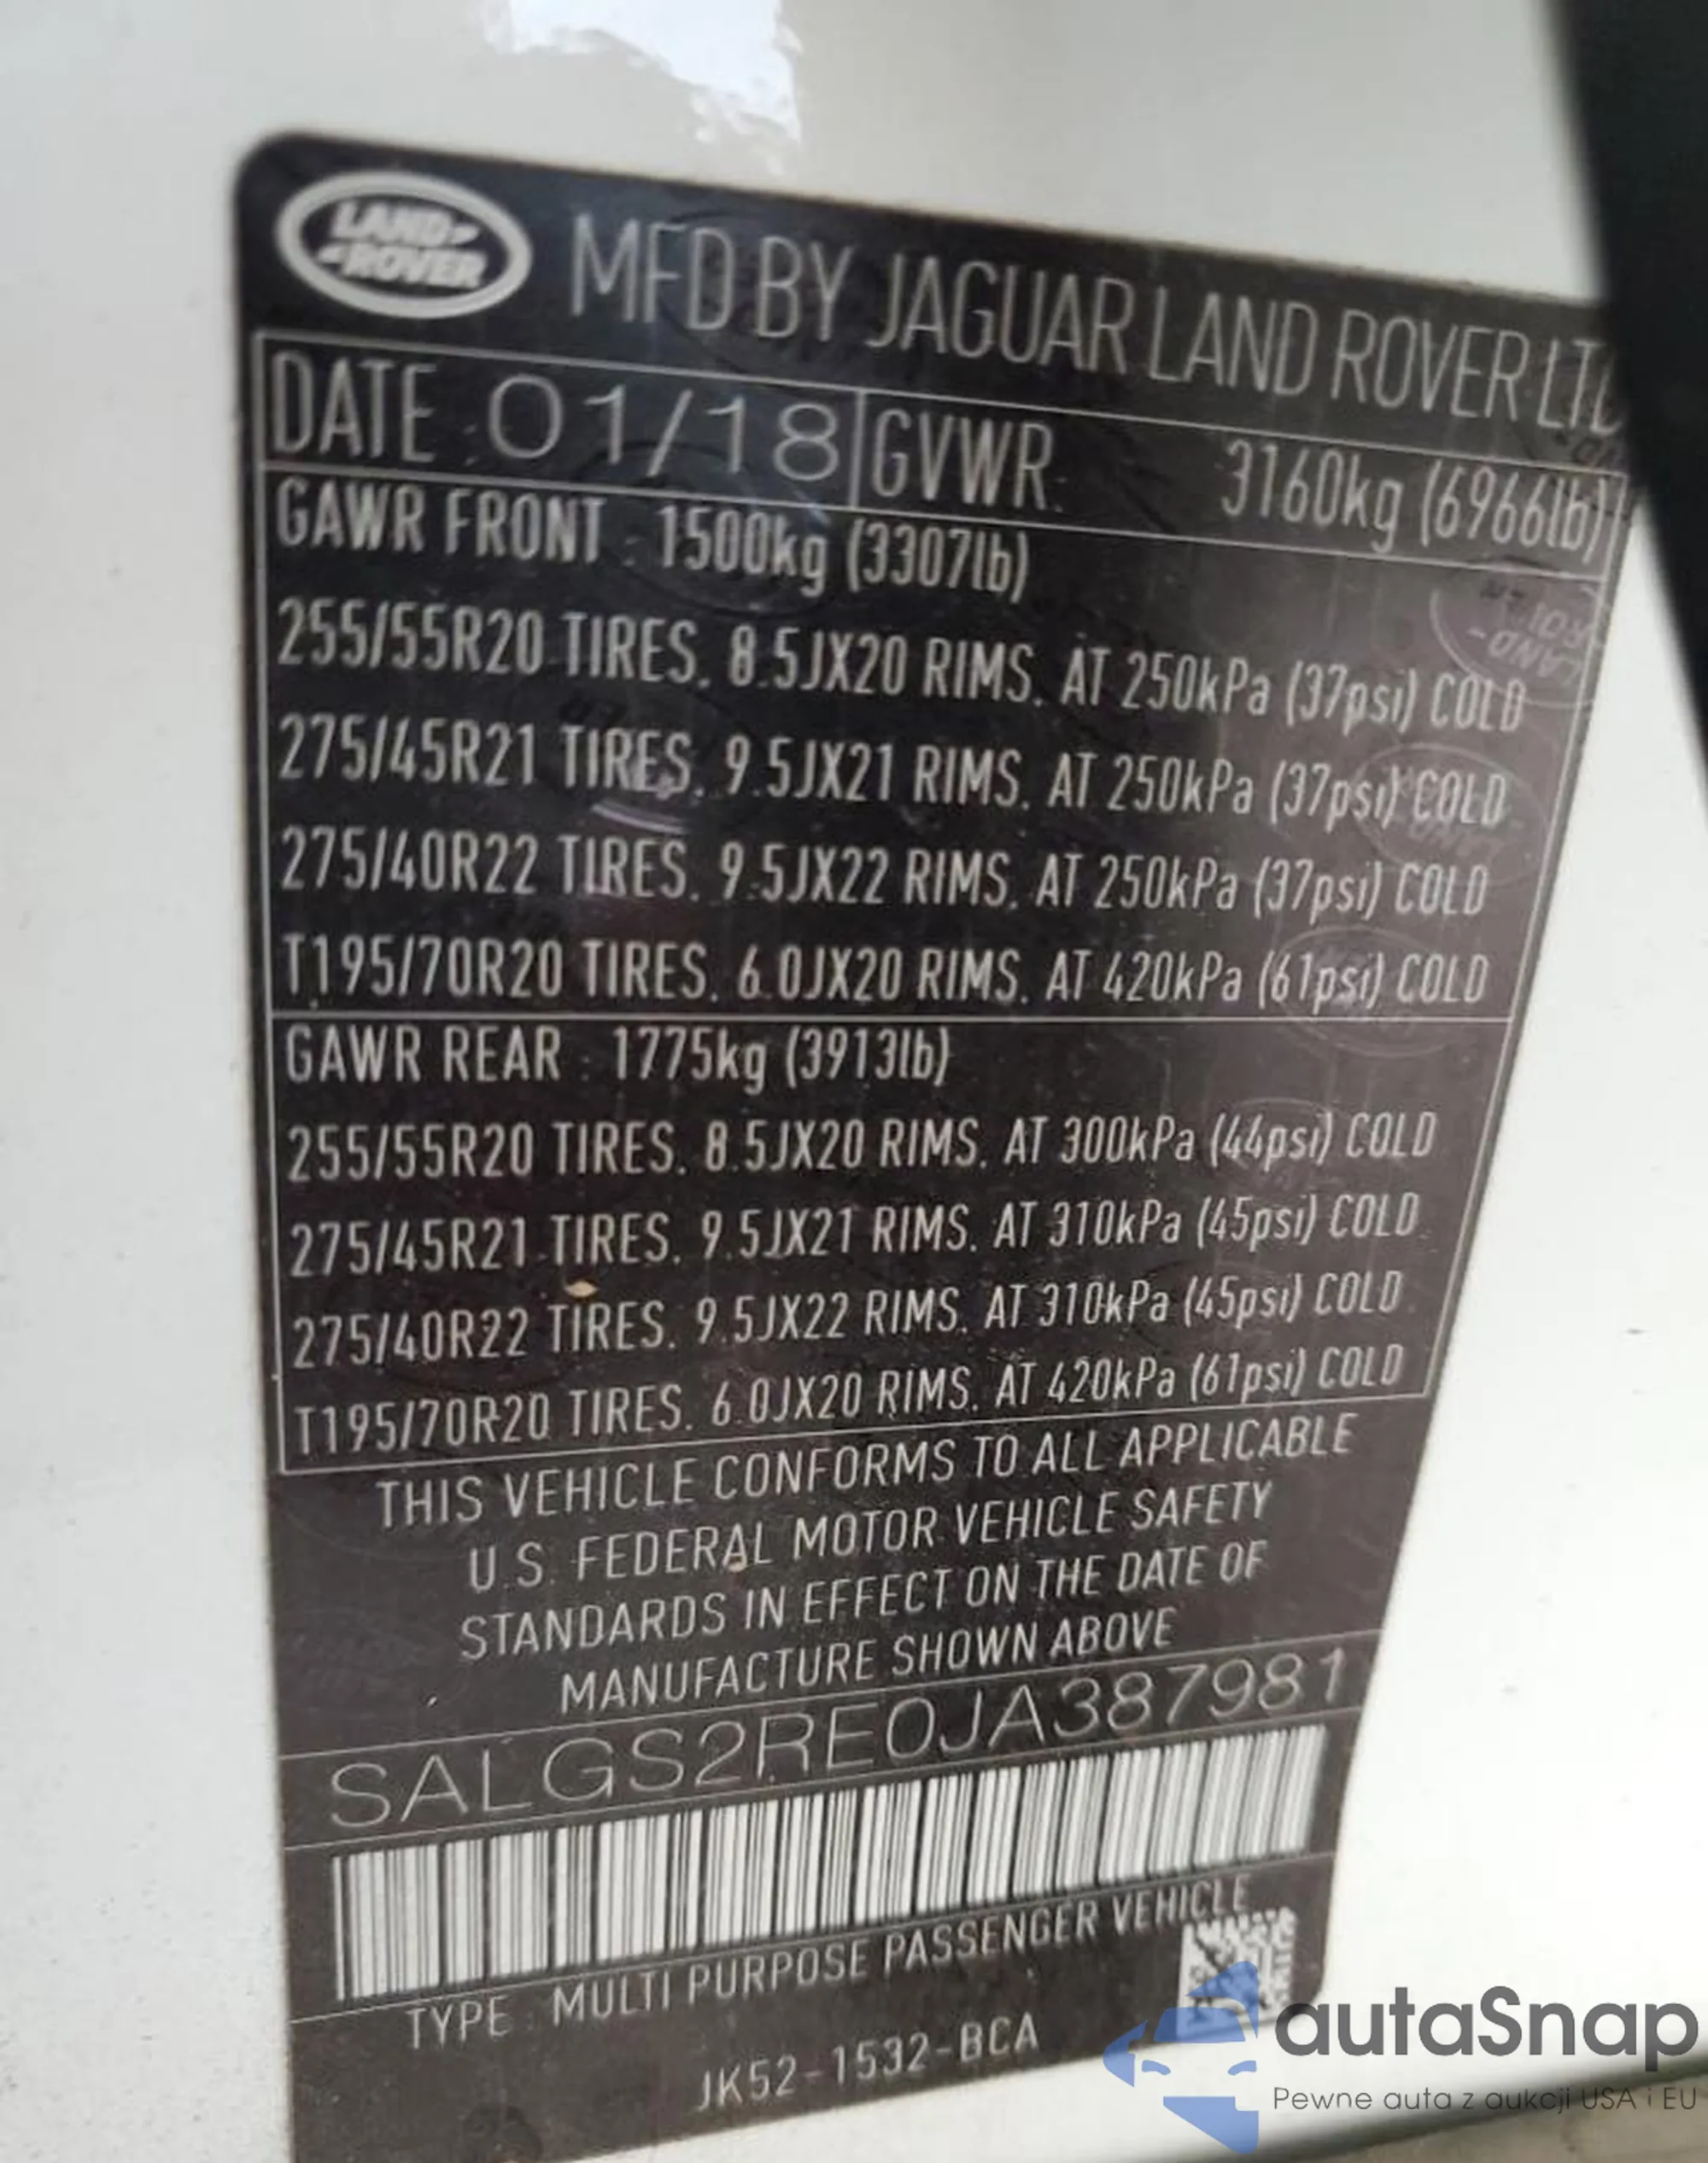 LAND-
-ROVER
MFD BY JAGUAR LAND ROVER LTD
DATE : 01/18 GVWR: 3160kg (6966lb)
GAWR FRONT : 1500kg (3307lb)
255/55R20 TIRES. 8.5JX20 RIMS. AT 250kPa (37psi) COLD
275/45R21 TIRES. 9.5JX21 RIMS. AT 250kPa (37psi) COLD
275/40R22 TIRES. 9.5JX22 RIMS. AT 250kPa (37psi) COLD
T195/70R20 TIRES. 6.0JX20 RIMS. AT 420kPa (61psi) COLD
GAWR REAR : 1775kg (3913lb)
255/55R20 TIRES. 8.5JX20 RIMS. AT 300kPa (44psi) COLD
275/45R21 TIRES. 9.5JX21 RIMS. AT 310kPa (45psi) COLD
275/40R22 TIRES. 9.5JX22 RIMS. AT 310kPa (45psi) COLD
T195/70R20 TIRES. 6.0JX20 RIMS. AT 420kPa (61psi) COLD
THIS VEHICLE CONFORMS TO ALL APPLICABLE
U.S. FEDERAL MOTOR VEHICLE SAFETY
STANDARDS IN EFFECT ON THE DATE OF
MANUFACTURE SHOWN ABOVE
SALGS2RE0JA387981
TYPE : MULTI PURPOSE PASSENGER VEHICLE
JK52-1532-BCA
autaSnap
Pewne auta z aukcji USA i EU